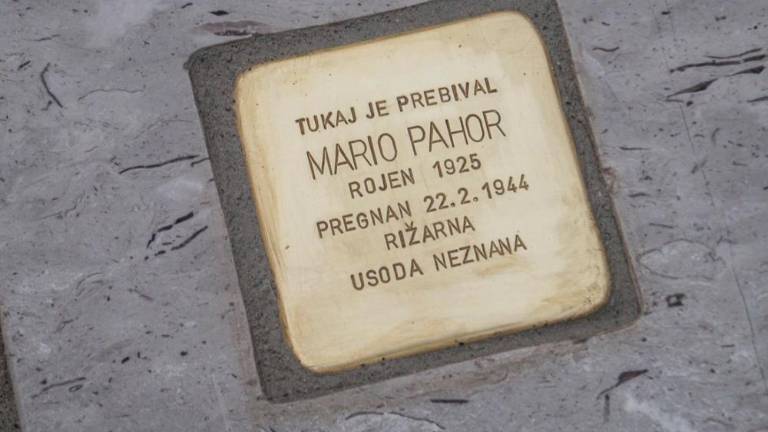 TUKAJ JE PREBIVAL
MARIO PAHOR
ROJEN 1925
PREGNAN 22.2.1944
RIŽARNA
USODA NEZNANA